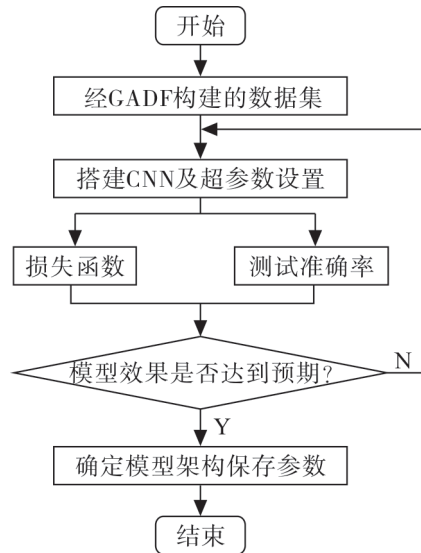 开始
经GADF构建的数据集
搭建CNN及超参数设置
损失函数
测试准确率
模型效果是否达到预期?
N
Y
确定模型架构保存参数
结束